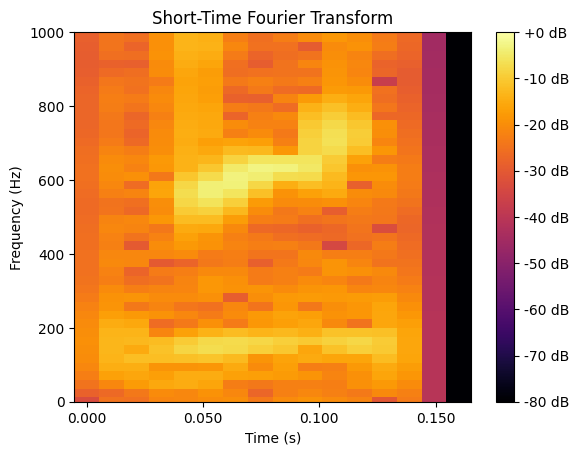 Short-Time Fourier Transform
1000
800
600
400
200
0
Frequency (Hz)
0.000
0.050
0.100
0.150
Time (s)
+0 dB
-10 dB
-20 dB
-30 dB
-40 dB
-50 dB
-60 dB
-70 dB
-80 dB